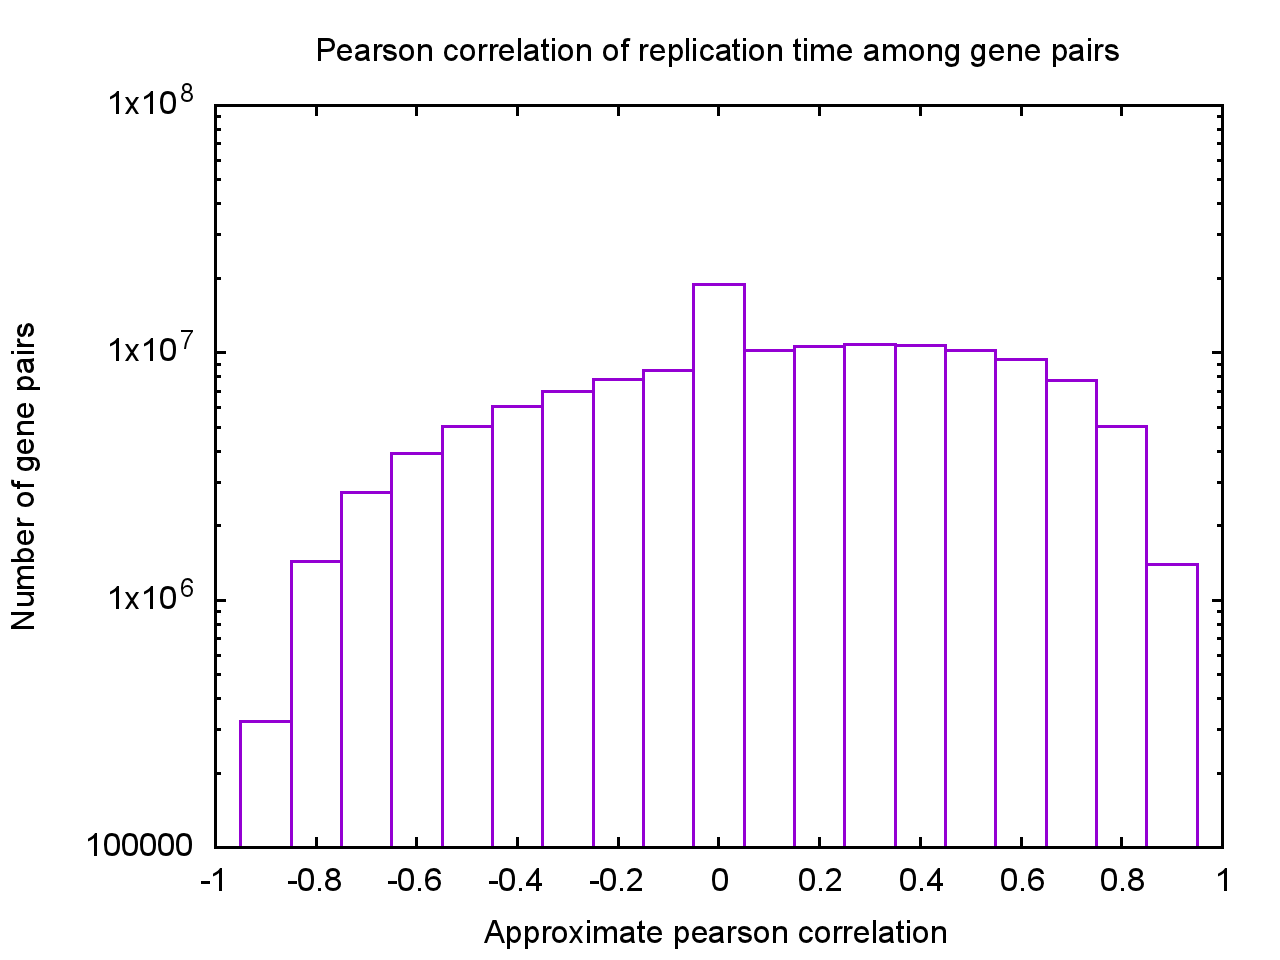 Pearson correlation of replication time among gene pairs
1x10^8
1x10^7
1x10^6
100000
Number of gene pairs
-1 -0.8 -0.6 -0.4 -0.2 0 0.2 0.4 0.6 0.8 1
Approximate pearson correlation